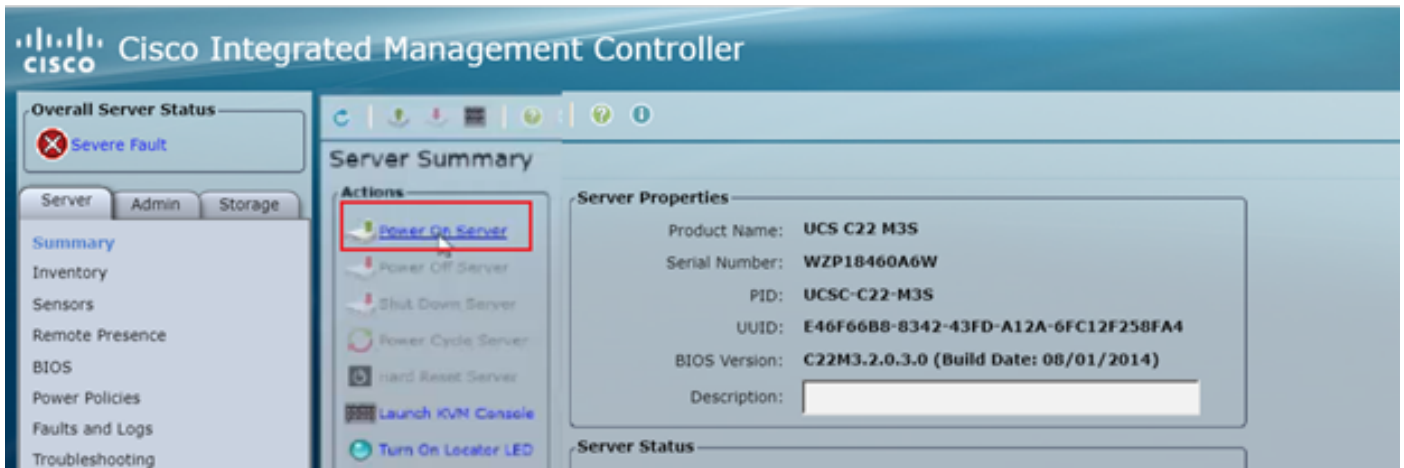 CISCO
Cisco Integrated Management Controller
Overall Server Status
Severe Fault
Server
Admin
Storage
Summary
Inventory
Sensors
Remote Presence
BIOS
Power Policies
Faults and Logs
Troubleshooting
Server Summary
Actions
Power On Server
Power Off Server
Shut Down Server
Power Cycle Server
Hard Reset Server
Launch KVM Console
Turn On Locator LED
Server Properties
Product Name: UCS C22 M3S
Serial Number: WZP18460A6W
PID: UCSC-C22-M3S
UUID: E46F66B8-8342-43FD-A12A-6FC12F258FA4
BIOS Version: C22M3.2.0.3.0 (Build Date: 08/01/2014)
Description:
Server Status